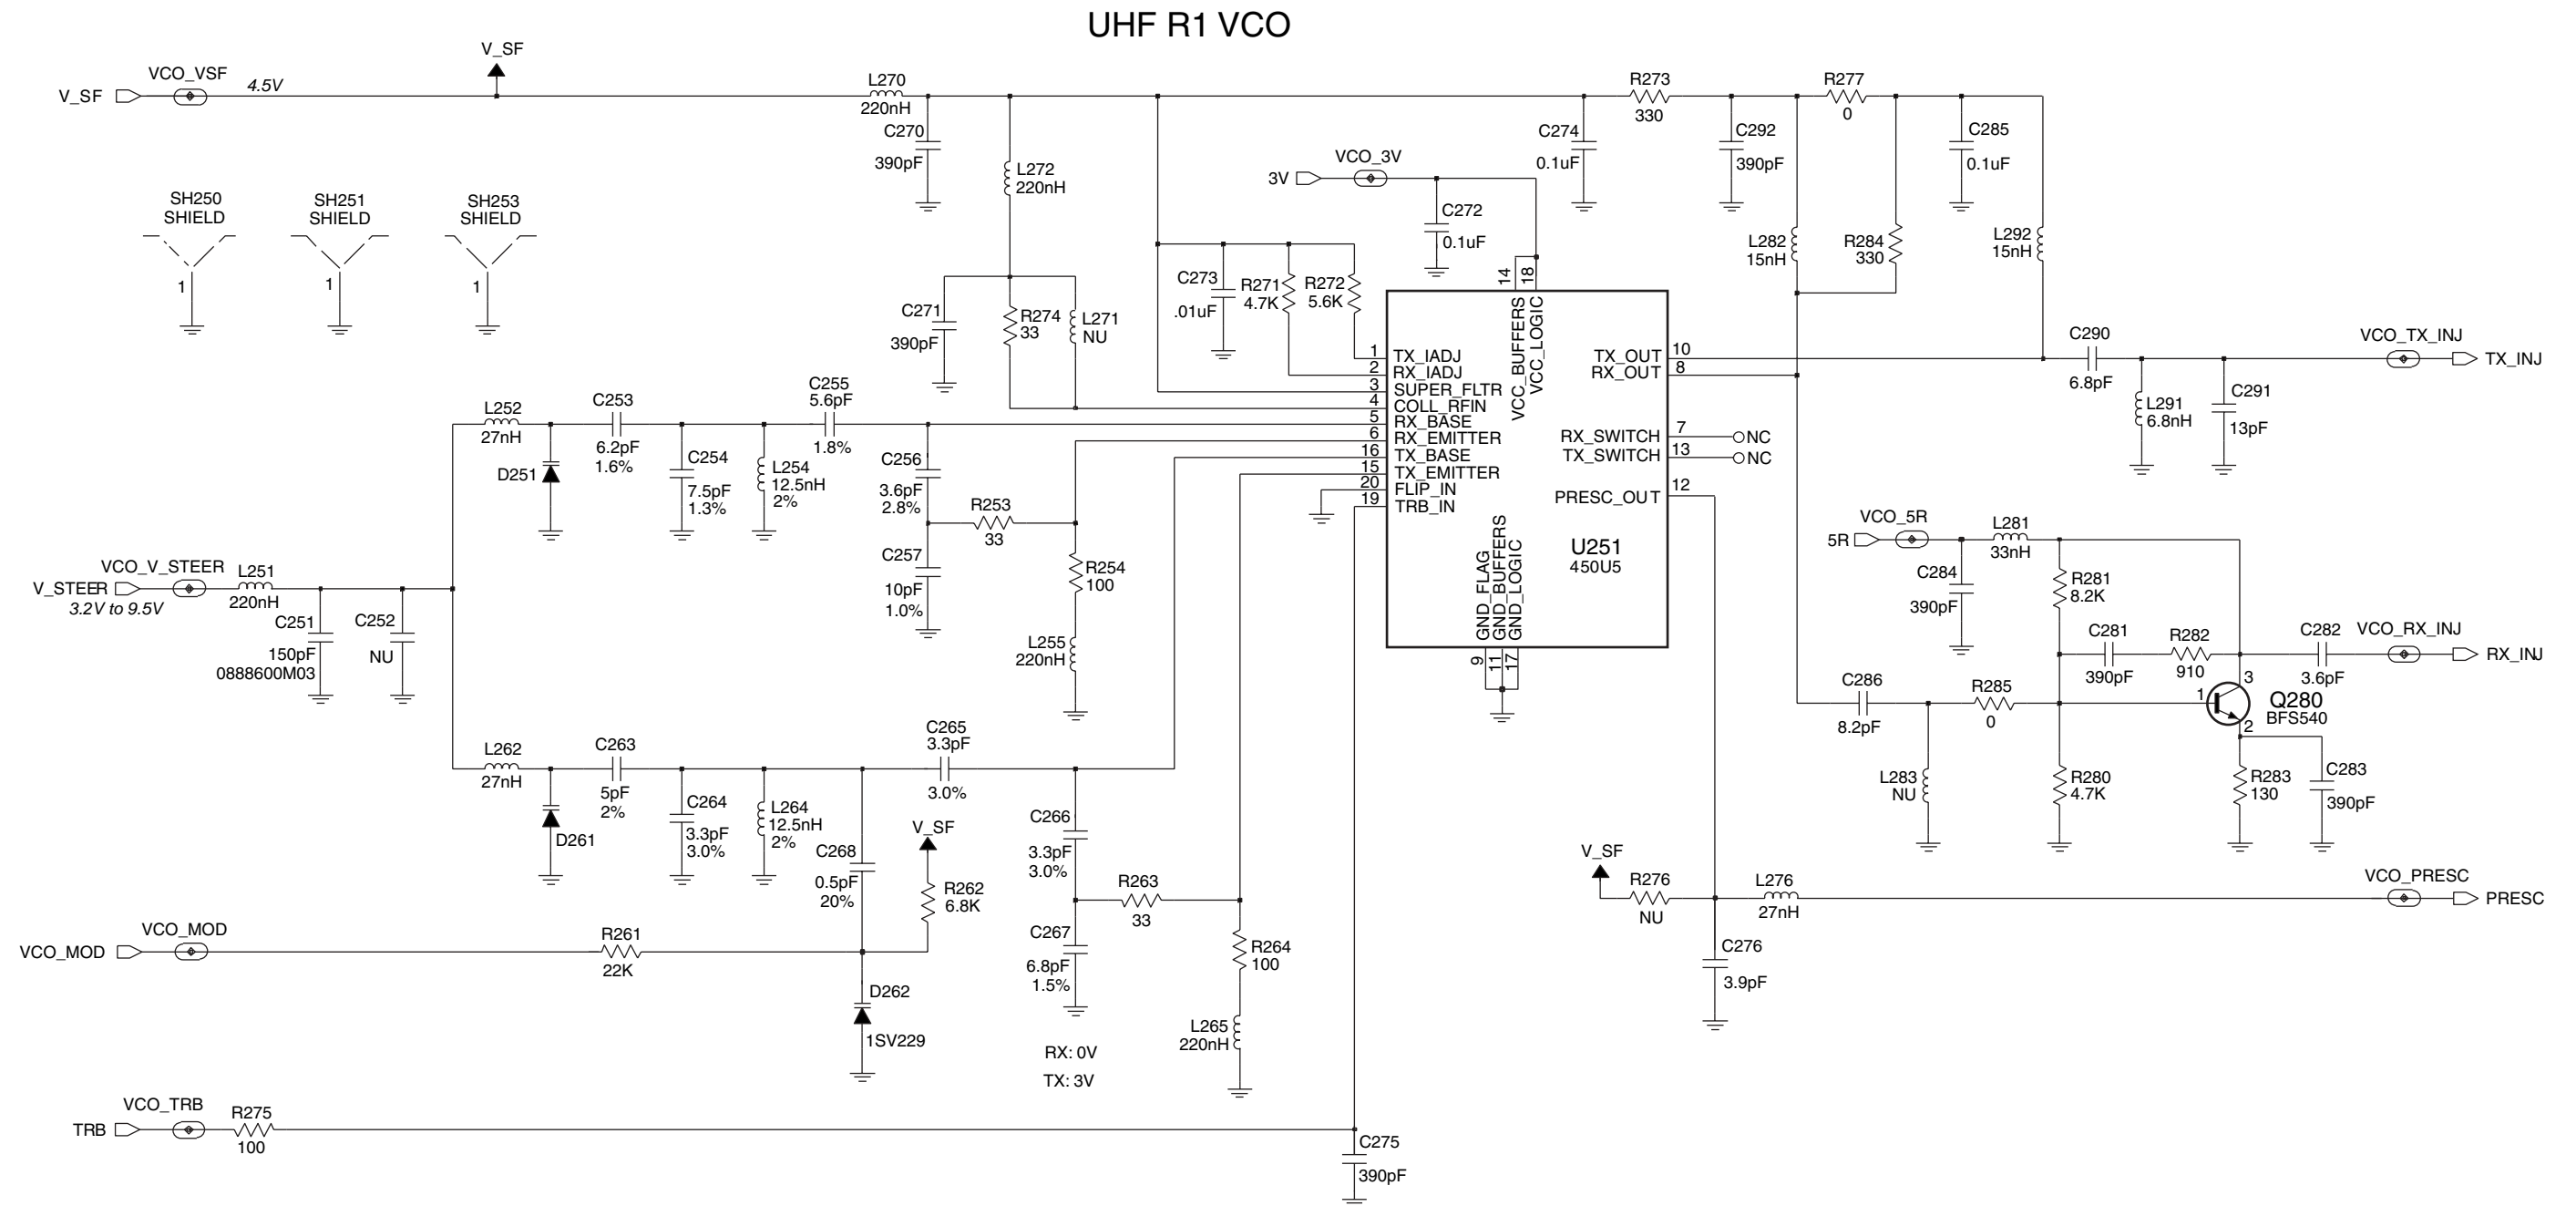 UHF R1 VCO
V_SF
VCO_VSF
4.5V
V_SF
L270
220nH
C270
390pF
L272
220nH
R273
330
R277
0
C274
0.1uF
C292
390pF
C285
0.1uF
VCO_3V
3V
C272
0.1uF
SH250
SHIELD
1
SH251
SHIELD
1
SH253
SHIELD
1
L282
15nH
R284
330
L292
15nH
C273
.01uF
R271
4.7K
R272
5.6K
C271
390pF
R274
33
L271
NU
14
18
VCC_BUFFERS
VCC_LOGIC
1 TX_IADJ
2 RX_IADJ
3 SUPER_FLTR
4 COLL_RFIN
5 RX_BASE
6 RX_EMITTER
16 TX_BASE
15 TX_EMITTER
20 FLIP_IN
19 TRB_IN
TX_OUT 10
RX_OUT 8
RX_SWITCH 7 NC
TX_SWITCH 13 NC
PRESC_OUT 12
U251
450U5
GND_FLAG
GND_BUFFERS
GND_LOGIC
9
11
17
C290
6.8pF
VCO_TX_INJ
TX_INJ
L291
6.8nH
C291
13pF
L252
27nH
D251
C253
6.2pF
1.6%
C254
7.5pF
1.3%
L254
12.5nH
2%
C255
5.6pF
1.8%
C256
3.6pF
2.8%
R253
33
C257
10pF
1.0%
R254
100
L255
220nH
VCO_V_STEER
V_STEER
3.2V to 9.5V
L251
220nH
C251
150pF
0888600M03
C252
NU
VCO_5R
5R
L281
33nH
C284
390pF
R281
8.2K
C281
390pF
R282
910
C282
3.6pF
VCO_RX_INJ
RX_INJ
C286
8.2pF
R285
0
1
3
2
Q280
BFS540
L283
NU
R280
4.7K
R283
130
C283
390pF
L262
27nH
D261
C263
5pF
2%
C264
3.3pF
3.0%
L264
12.5nH
2%
C265
3.3pF
3.0%
C268
0.5pF
20%
V_SF
R262
6.8K
C266
3.3pF
3.0%
R263
33
C267
6.8pF
1.5%
R264
100
L265
220nH
VCO_MOD
VCO_MOD
R261
22K
D262
1SV229
RX: 0V
TX: 3V
V_SF
R276
NU
L276
27nH
C276
3.9pF
VCO_PRESC
PRESC
VCO_TRB
TRB
R275
100
C275
390pF